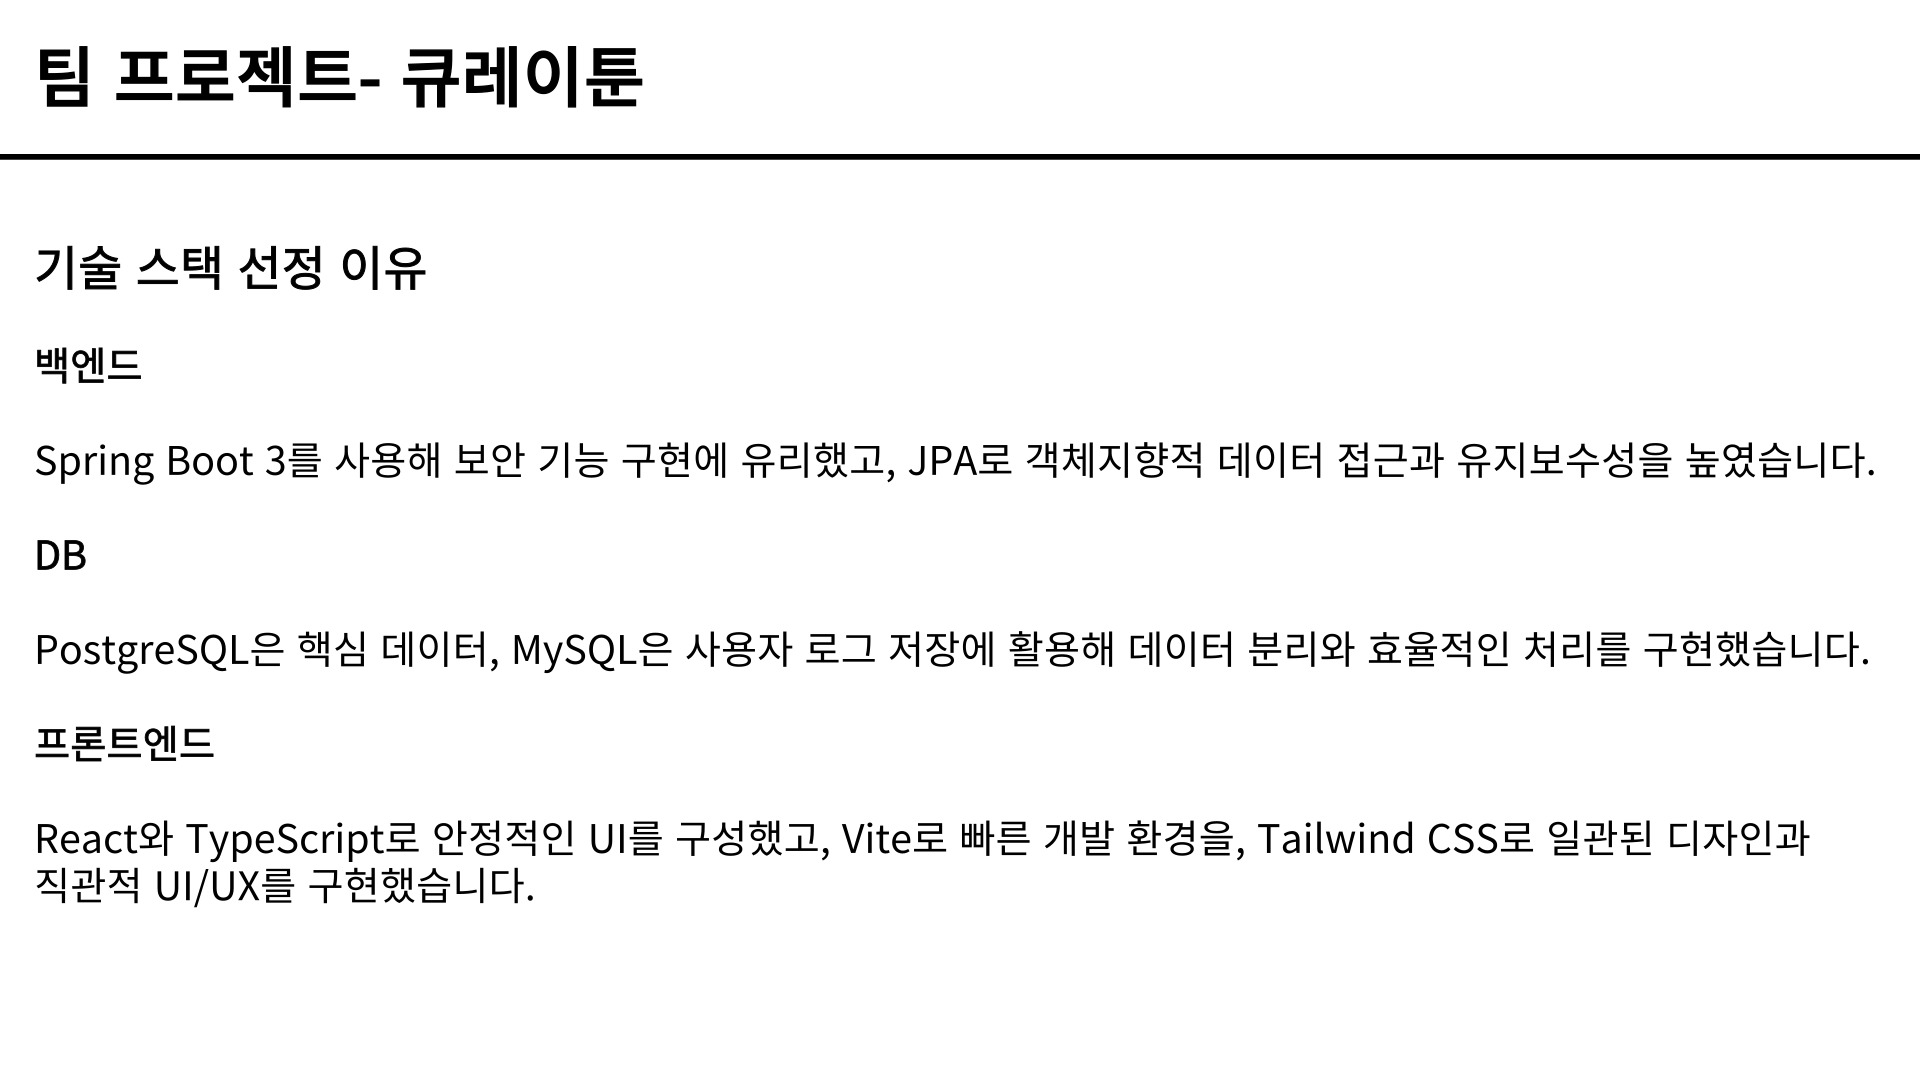 팀 프로젝트- 큐레이툰
기술 스택 선정 이유
백엔드
Spring Boot 3를 사용해 보안 기능 구현에 유리했고, JPA로 객체지향적 데이터 접근과 유지보수성을 높였습니다.
DB
PostgreSQL은 핵심 데이터, MySQL은 사용자 로그 저장에 활용해 데이터 분리와 효율적인 처리를 구현했습니다.
프론트엔드
React와 TypeScript로 안정적인 UI를 구성했고, Vite로 빠른 개발 환경을, Tailwind CSS로 일관된 디자인과
직관적 UI/UX를 구현했습니다.